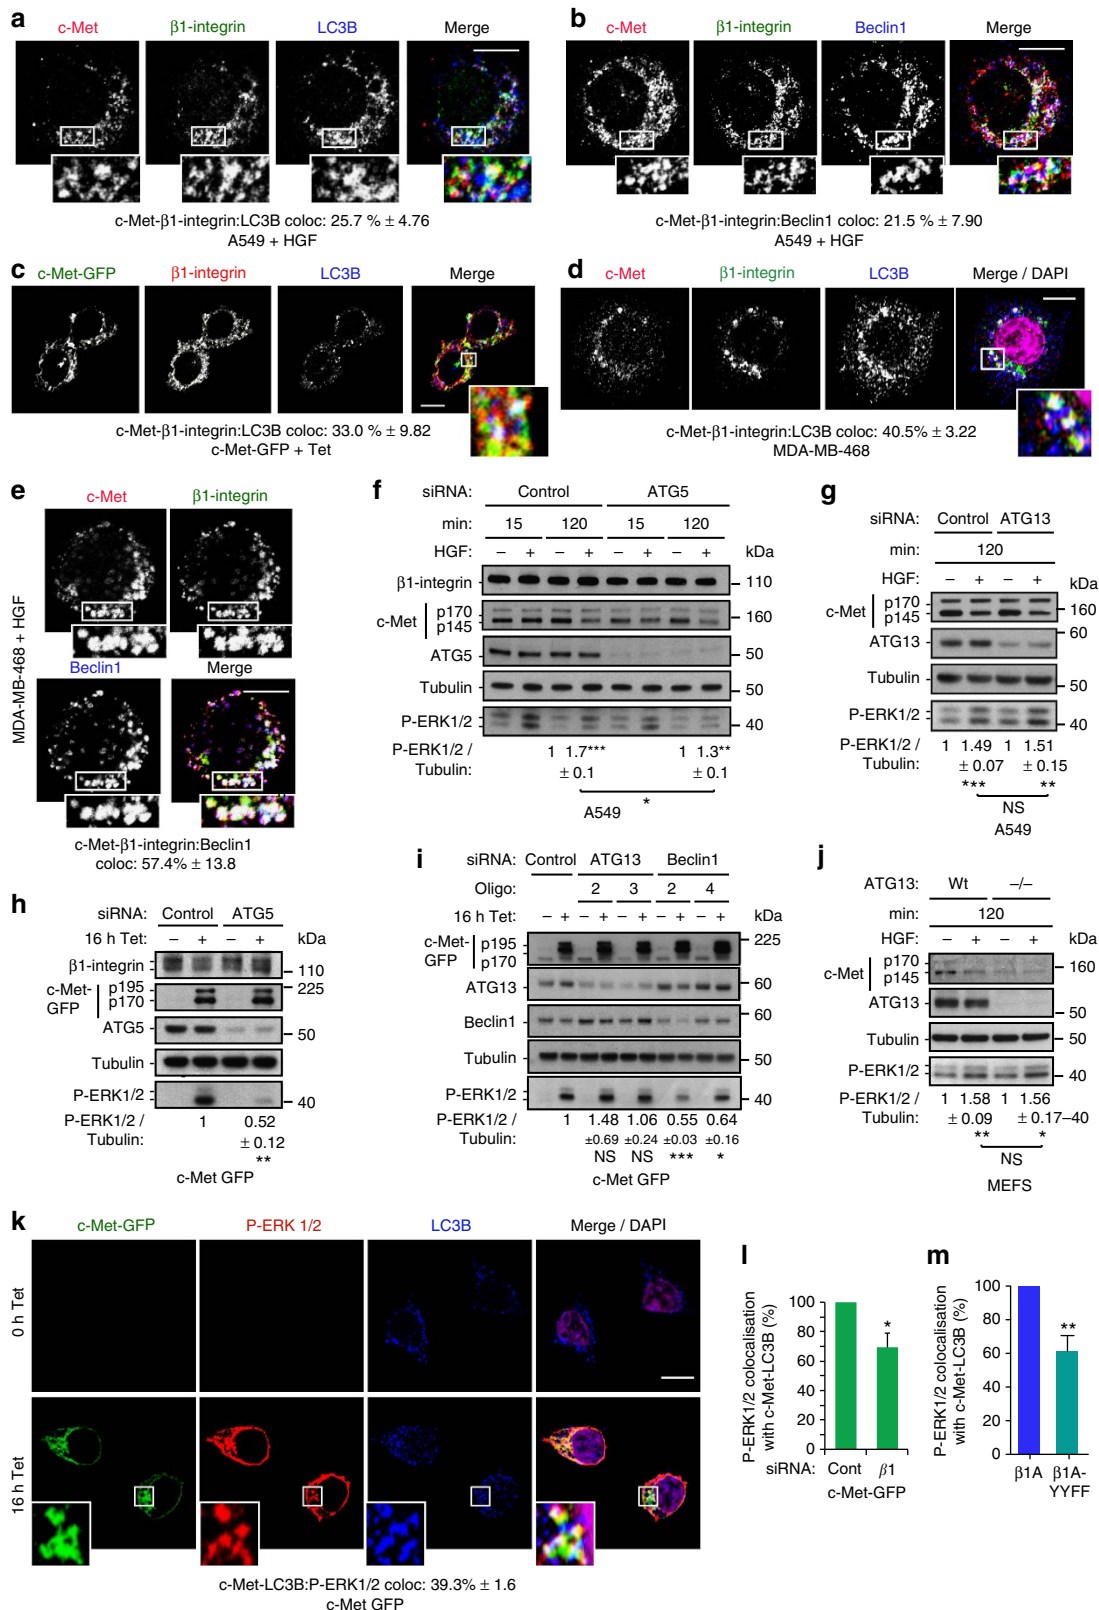 a
c-Met β1-integrin LC3B Merge
c-Met-β1-integrin:LC3B coloc: 25.7 % ± 4.76
A549 + HGF
b
c-Met β1-integrin Beclin1 Merge
c-Met-β1-integrin:Beclin1 coloc: 21.5 % ± 7.90
A549 + HGF
c
c-Met-GFP β1-integrin LC3B Merge
c-Met-β1-integrin:LC3B coloc: 33.0 % ± 9.82
c-Met-GFP + Tet
d
c-Met β1-integrin LC3B Merge / DAPI
c-Met-β1-integrin:LC3B coloc: 40.5% ± 3.22
MDA-MB-468
e
MDA-MB-468 + HGF
c-Met β1-integrin
Beclin1 Merge
c-Met-β1-integrin:Beclin1
coloc: 57.4% ± 13.8
f
siRNA: Control ATG5
min: 15 120 15 120
HGF: – + – + – + – + kDa
β1-integrin 110
c-Met p170 160
p145
ATG5 50
Tubulin 50
P-ERK1/2 40
P-ERK1/2 / 1 1.7*** 1 1.3**
Tubulin: ± 0.1 ± 0.1
*
A549
g
siRNA: Control ATG13
min: 120
HGF: – + – + kDa
c-Met p170 160
p145
60
ATG13
Tubulin 50
P-ERK1/2 40
P-ERK1/2 / 1 1.49 1 1.51
Tubulin: ± 0.07 ± 0.15
*** **
NS
A549
h
siRNA: Control ATG5
16 h Tet: – + – + kDa
β1-integrin 110
c-Met-GFP p195 225
p170
ATG5 50
Tubulin
P-ERK1/2 40
P-ERK1/2 / 1 0.52
Tubulin: ± 0.12
**
c-Met GFP
i
siRNA: Control ATG13 Beclin1
Oligo: 2 3 2 4
16 h Tet: – + – + – + – + – + kDa
c-Met-GFP p195 225
p170
ATG13 60
Beclin1 60
Tubulin 50
P-ERK1/2 40
P-ERK1/2 / 1 1.48 1.06 0.55 0.64
Tubulin: ±0.69 ±0.24 ±0.03 ±0.16
NS NS *** *
c-Met GFP
j
ATG13: Wt –/–
min: 120
HGF: – + – + kDa
c-Met p170 160
p145
ATG13 50
Tubulin 50
P-ERK1/2 40
P-ERK1/2 / 1 1.58 1 1.56
Tubulin: ± 0.09 ± 0.17–40
** *
NS
MEFS
k
c-Met-GFP P-ERK 1/2 LC3B Merge / DAPI
0 h Tet
16 h Tet
c-Met-LC3B:P-ERK1/2 coloc: 39.3% ± 1.6
c-Met GFP
l
P-ERK1/2 colocalisation
with c-Met-LC3B (%)
100
80
60
40
20
0
*
siRNA: Cont β1
c-Met-GFP
m
P-ERK1/2 colocalisation
with c-Met-LC3B (%)
100
80
60
40
20
0
**
β1A β1A-
YYFF